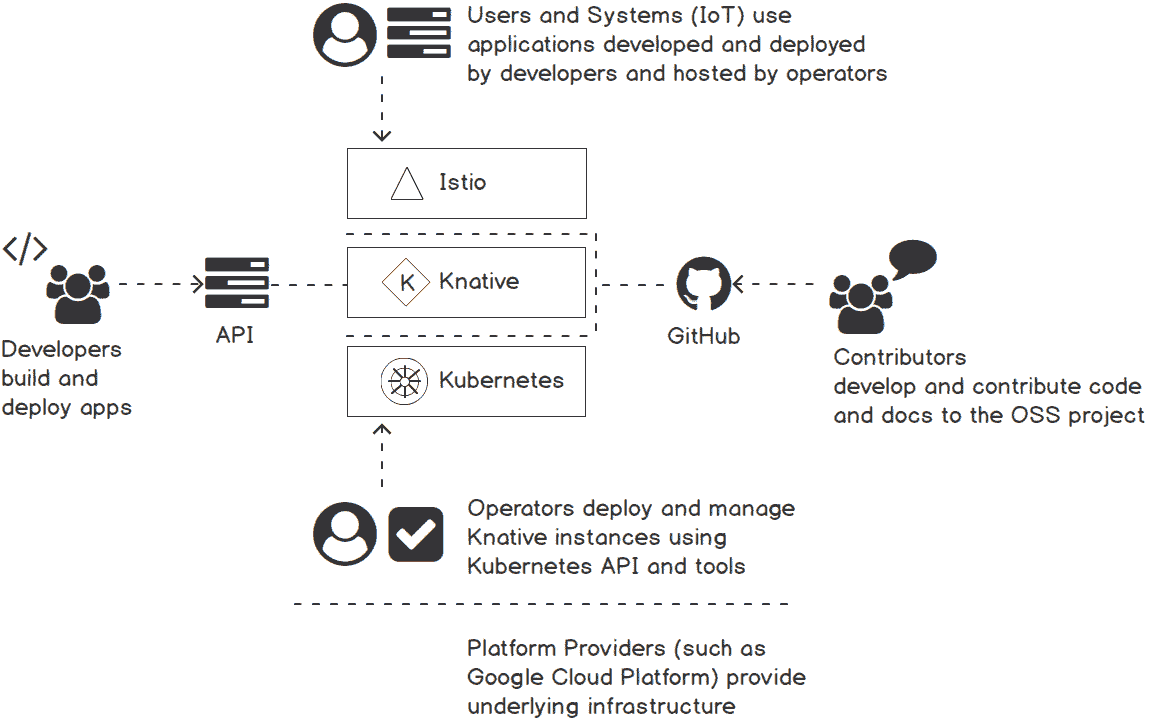 Users and Systems (IoT) use
applications developed and deployed
by developers and hosted by operators
Istio
</>
K
Knative
API
GitHub
Developers
build and
deploy apps
Kubernetes
Contributors
develop and contribute code
and docs to the OSS project
Operators deploy and manage
Knative instances using
Kubernetes API and tools
Platform Providers (such as
Google Cloud Platform) provide
underlying infrastructure